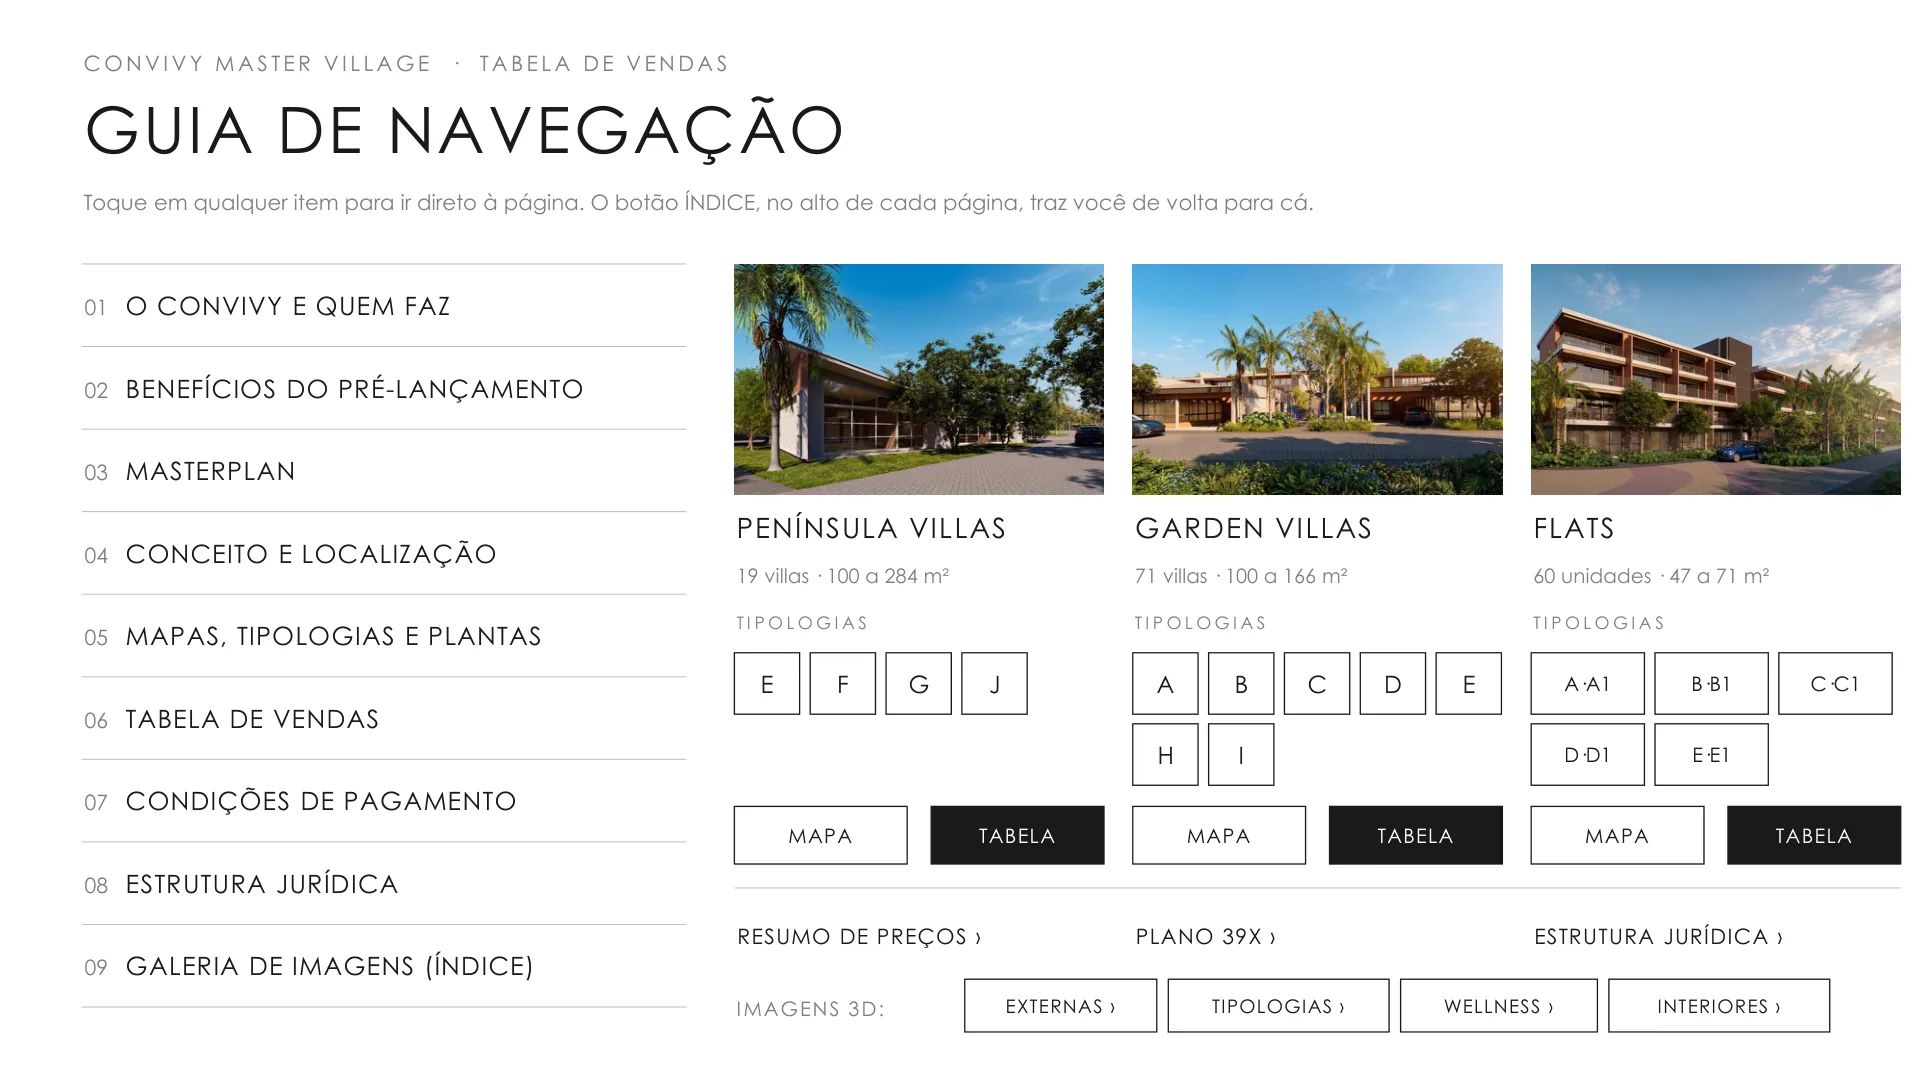 CONVIVY MASTER VILLAGE · TABELA DE VENDAS
GUIA DE NAVEGAÇÃO
Toque em qualquer item para ir direto à página. O botão ÍNDICE, no alto de cada página, traz você de volta para cá.
01 O CONVIVY E QUEM FAZ
02 BENEFÍCIOS DO PRÉ-LANÇAMENTO
03 MASTERPLAN
04 CONCEITO E LOCALIZAÇÃO
05 MAPAS, TIPOLOGIAS E PLANTAS
06 TABELA DE VENDAS
07 CONDIÇÕES DE PAGAMENTO
08 ESTRUTURA JURÍDICA
09 GALERIA DE IMAGENS (ÍNDICE)
PENÍNSULA VILLAS
19 villas · 100 a 284 m²
TIPOLOGIAS
E F G J
MAPA TABELA
GARDEN VILLAS
71 villas · 100 a 166 m²
TIPOLOGIAS
A B C D E
H I
MAPA TABELA
FLATS
60 unidades · 47 a 71 m²
TIPOLOGIAS
A·A1 B·B1 C·C1
D·D1 E·E1
MAPA TABELA
RESUMO DE PREÇOS › PLANO 39X › ESTRUTURA JURÍDICA ›
IMAGENS 3D: EXTERNAS › TIPOLOGIAS › WELLNESS › INTERIORES ›